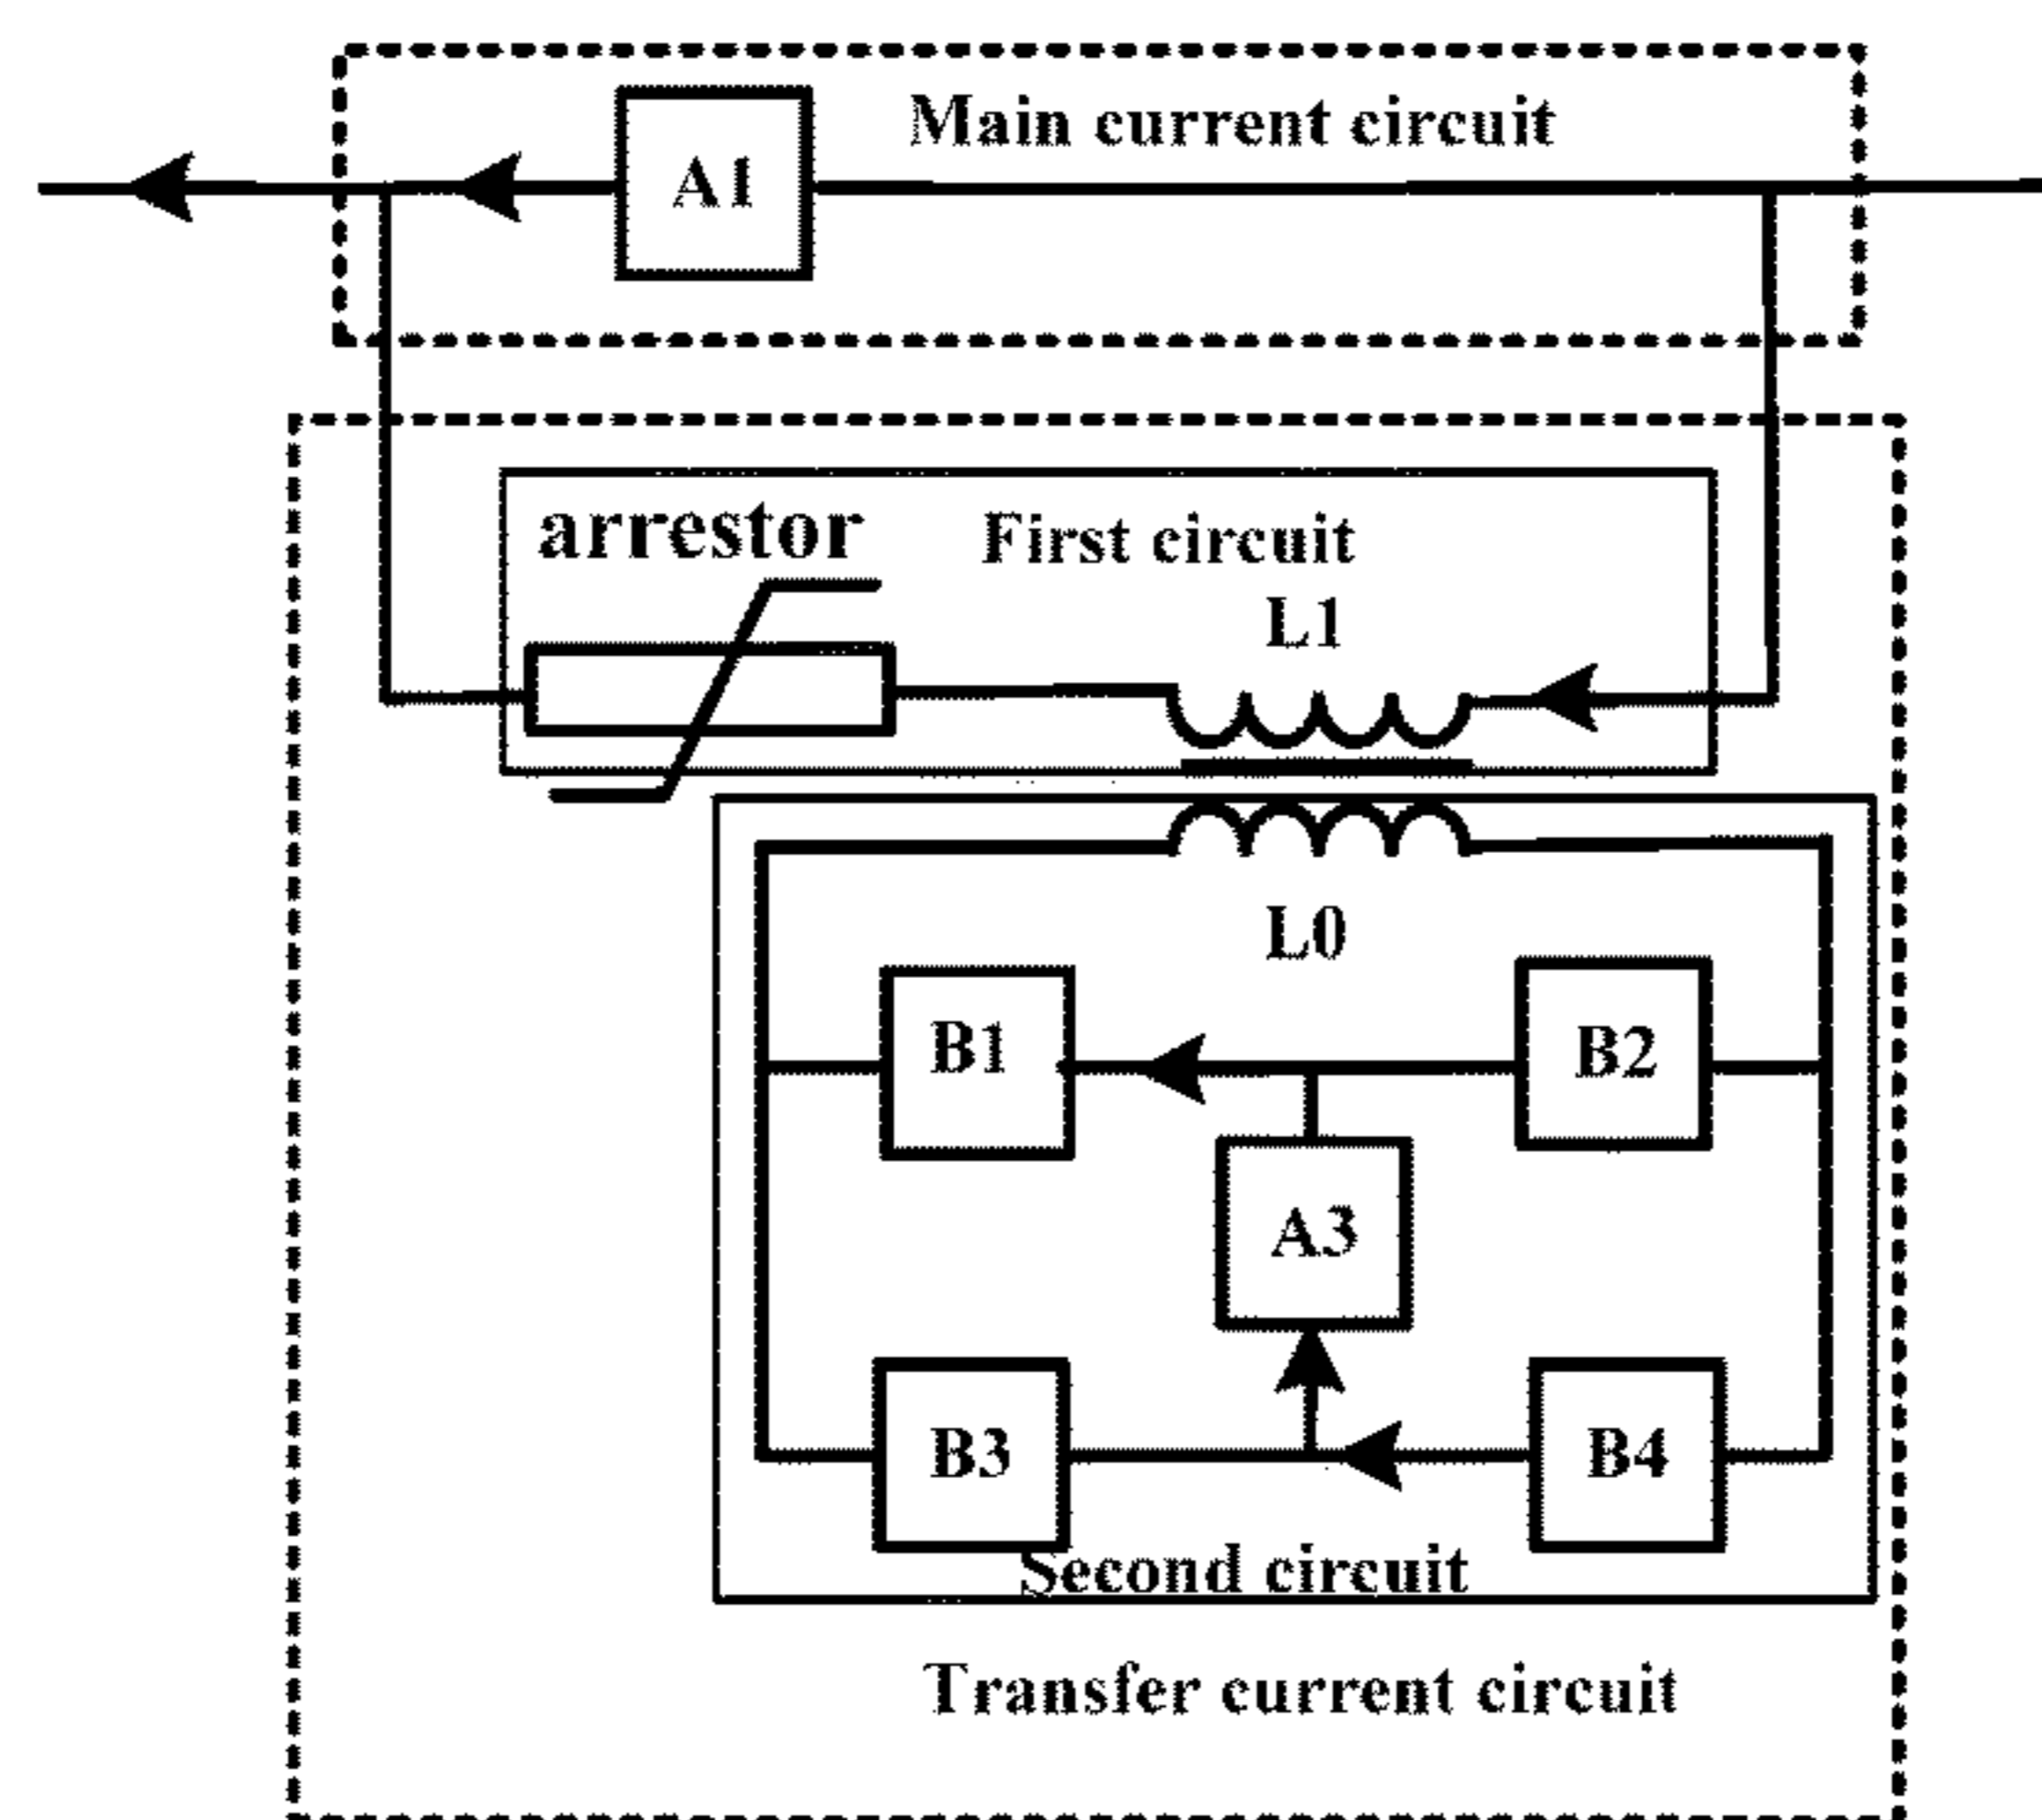 Main current circuit
A1
arrestor
First circuit
L1
L0
B1
B2
A3
B3
B4
Second circuit
Transfer current circuit